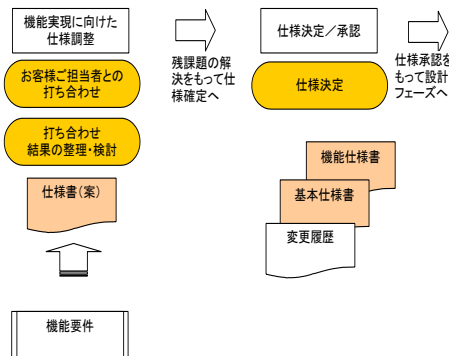 機能実現に向けた
仕様調整
お客様ご担当者との
打ち合わせ
打ち合わせ
結果の整理・検討
仕様書(案)
機能要件
残課題の解
決をもって仕
様確定へ
仕様決定／承認
仕様決定
機能仕様書
基本仕様書
変更履歴
仕様承認を
もって設計
フェーズへ